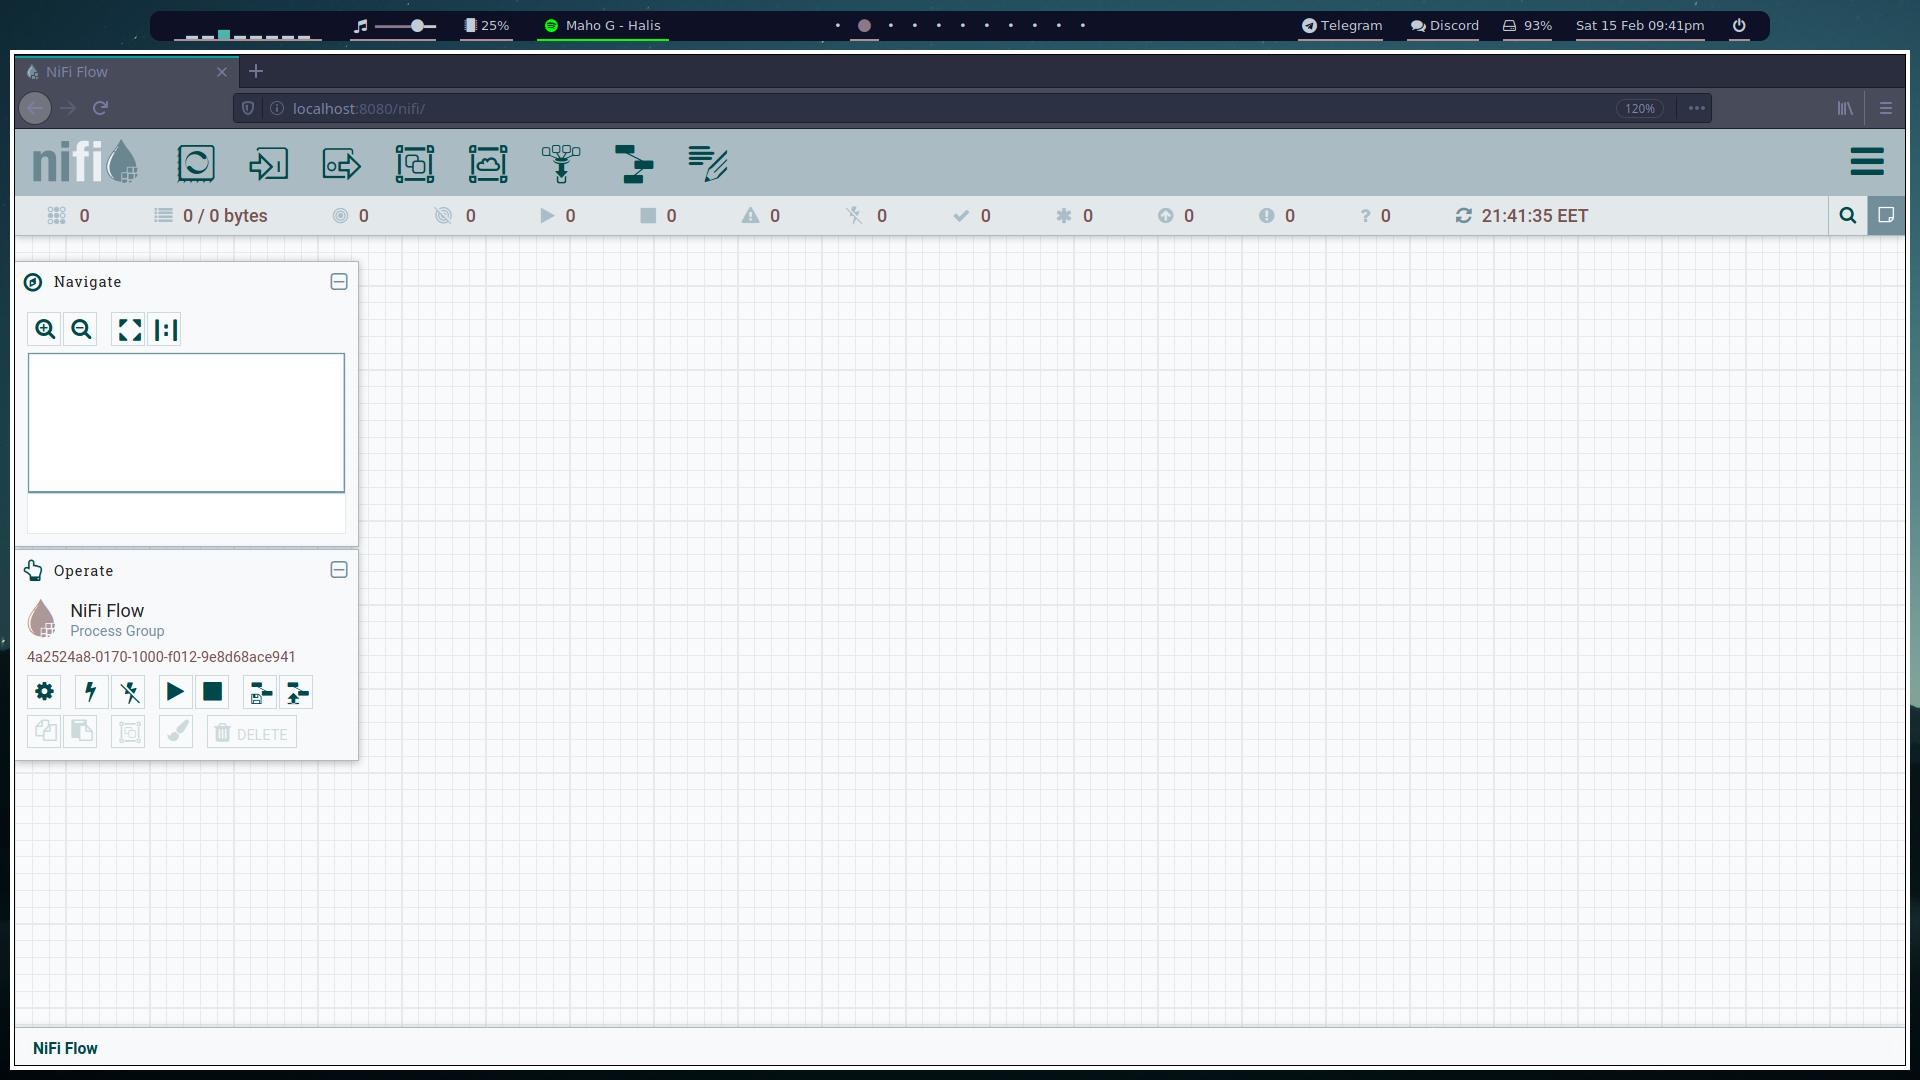 25%
Maho G - Halis
Telegram
Discord
93%
Sat 15 Feb 09:41pm
NiFi Flow
localhost:8080/nifi/
120%
nifi
0
0 / 0 bytes
0
0
0
0
0
0
0
0
0
0
? 0
21:41:35 EET
Navigate
Operate
NiFi Flow
Process Group
4a2524a8-0170-1000-f012-9e8d68ace941
DELETE
NiFi Flow